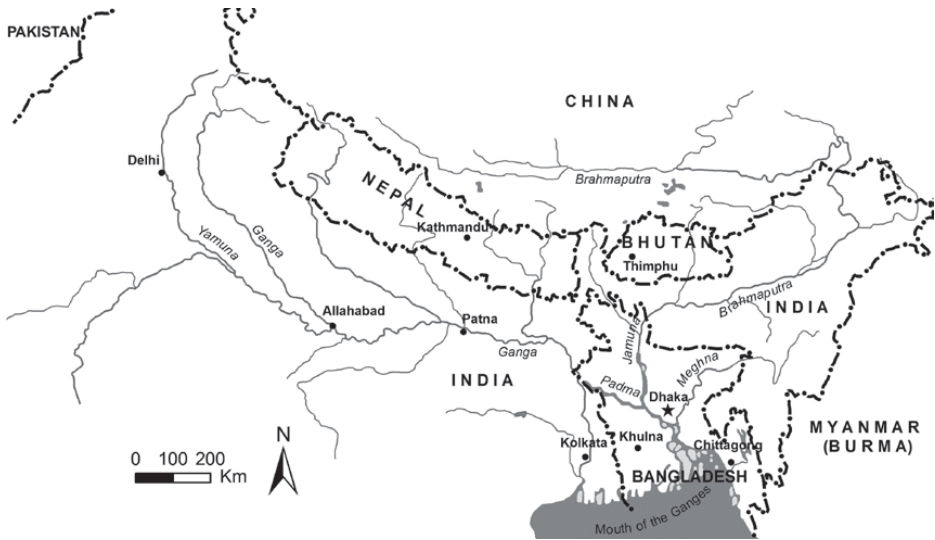 PAKISTAN
CHINA
Delhi
Brahmaputra
NEPAL
Kathmandu
BHUTAN
Thimphu
Yamuna
Ganga
Brahmaputra
INDIA
Allahabad
Patna
Ganga
Jamuna
Meghna
INDIA
Padma
Dhaka
MYANMAR
(BURMA)
N
Kolkata
Khulna
Chittagong
0 100 200
Km
BANGLADESH
Mouth of the Ganges